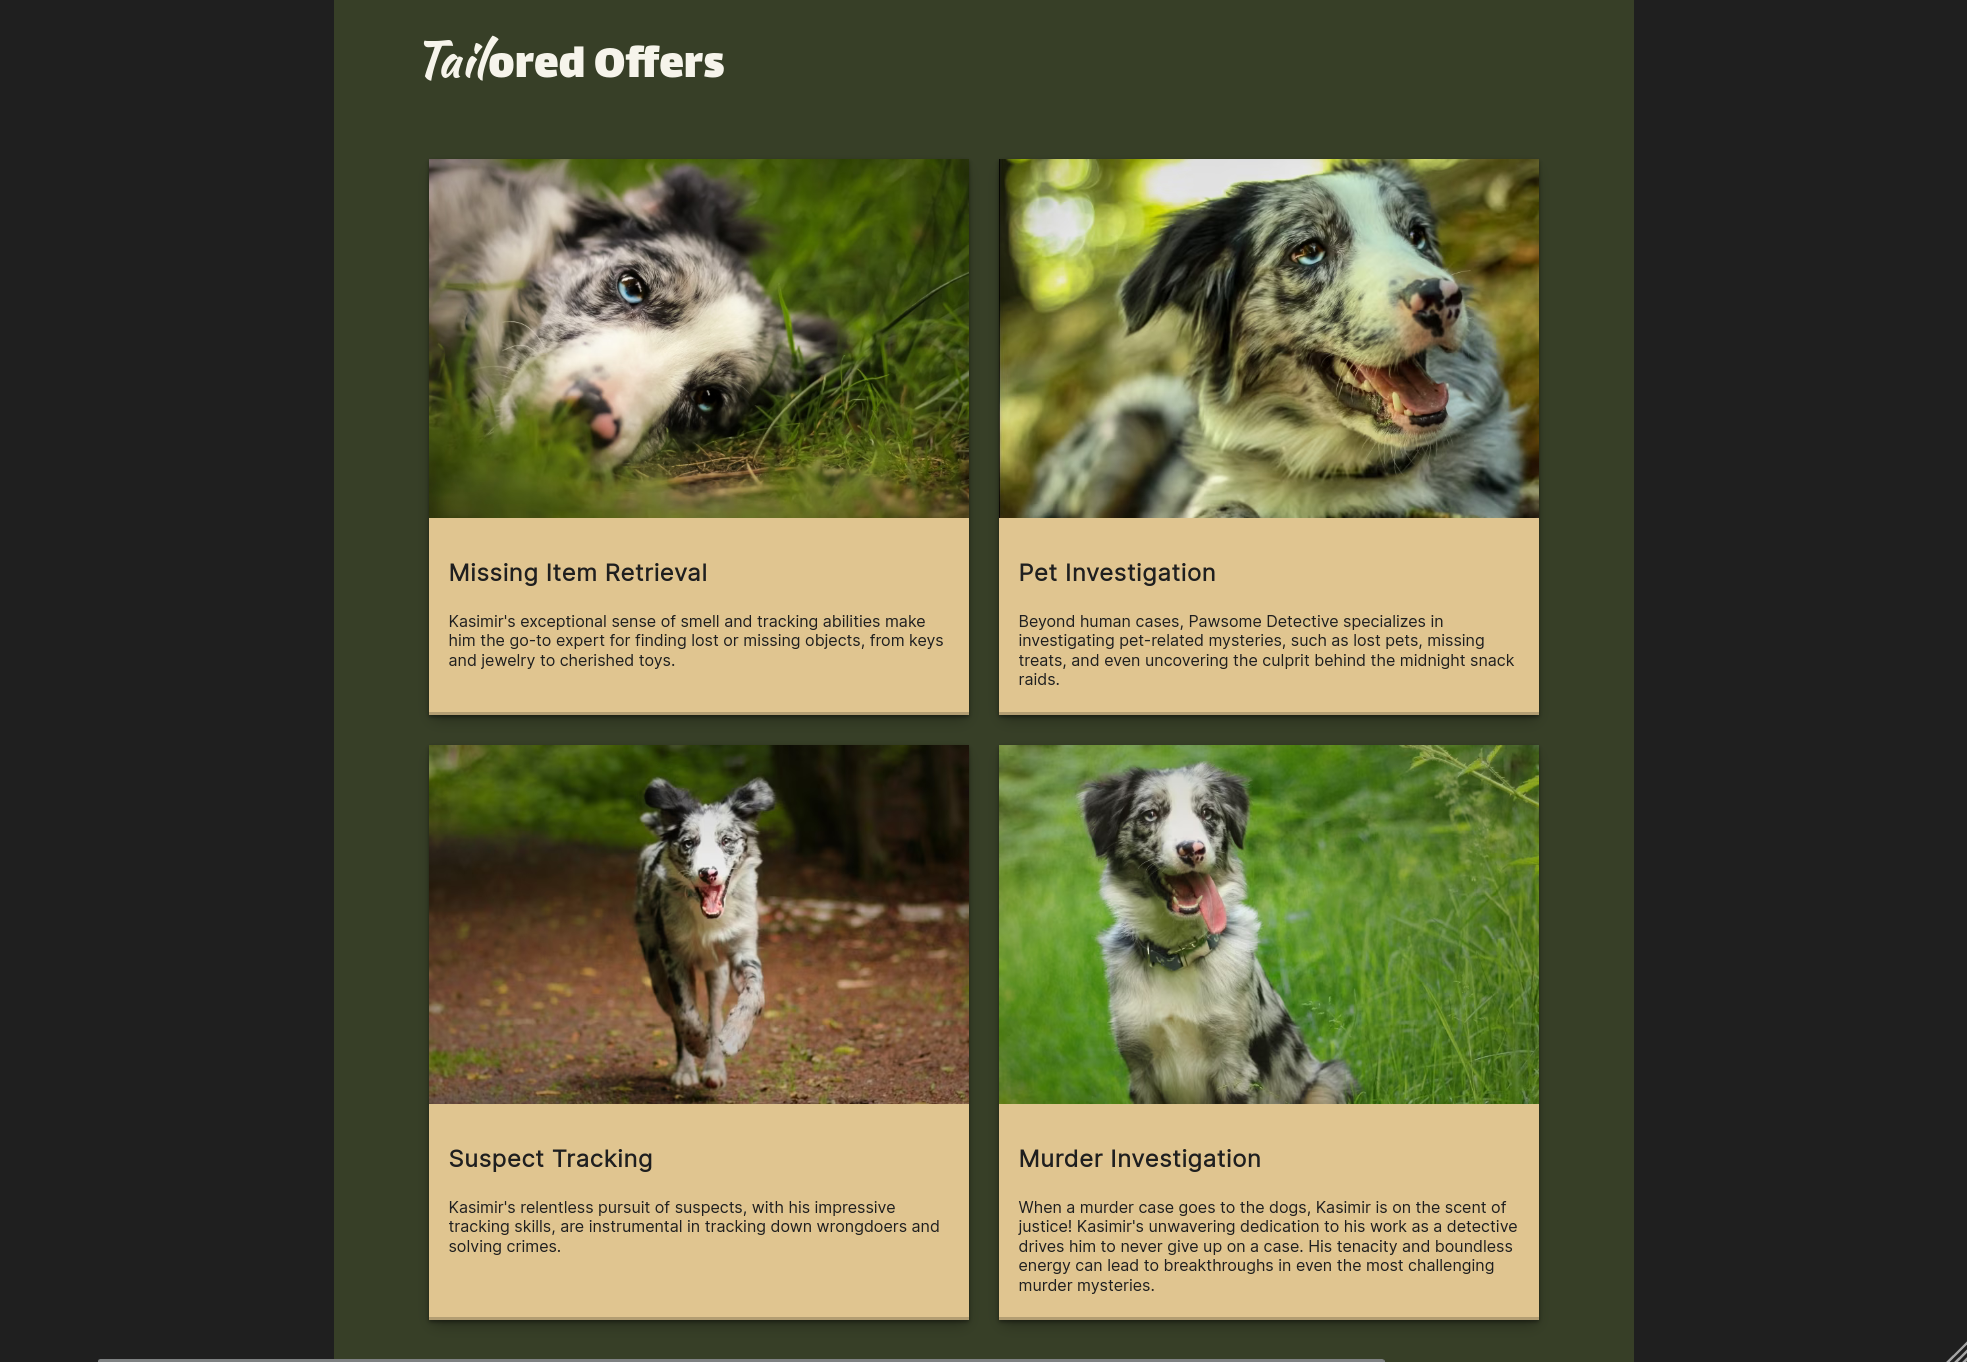 Tailored Offers
Missing Item Retrieval
Kasimir's exceptional sense of smell and tracking abilities make
him the go-to expert for finding lost or missing objects, from keys
and jewelry to cherished toys.
Pet Investigation
Beyond human cases, Pawsome Detective specializes in
investigating pet-related mysteries, such as lost pets, missing
treats, and even uncovering the culprit behind the midnight snack
raids.
Suspect Tracking
Kasimir's relentless pursuit of suspects, with his impressive
tracking skills, are instrumental in tracking down wrongdoers and
solving crimes.
Murder Investigation
When a murder case goes to the dogs, Kasimir is on the scent of
justice! Kasimir's unwavering dedication to his work as a detective
drives him to never give up on a case. His tenacity and boundless
energy can lead to breakthroughs in even the most challenging
murder mysteries.